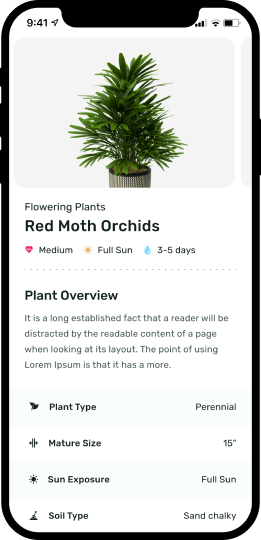 9:41
Flowering Plants
Red Moth Orchids
Medium Full Sun 3-5 days
Plant Overview
It is a long established fact that a reader will be
distracted by the readable content of a page
when looking at its layout. The point of using
Lorem Ipsum is that it has a more.
Plant Type Perennial
Mature Size 15"
Sun Exposure Full Sun
Soil Type Sand chalky